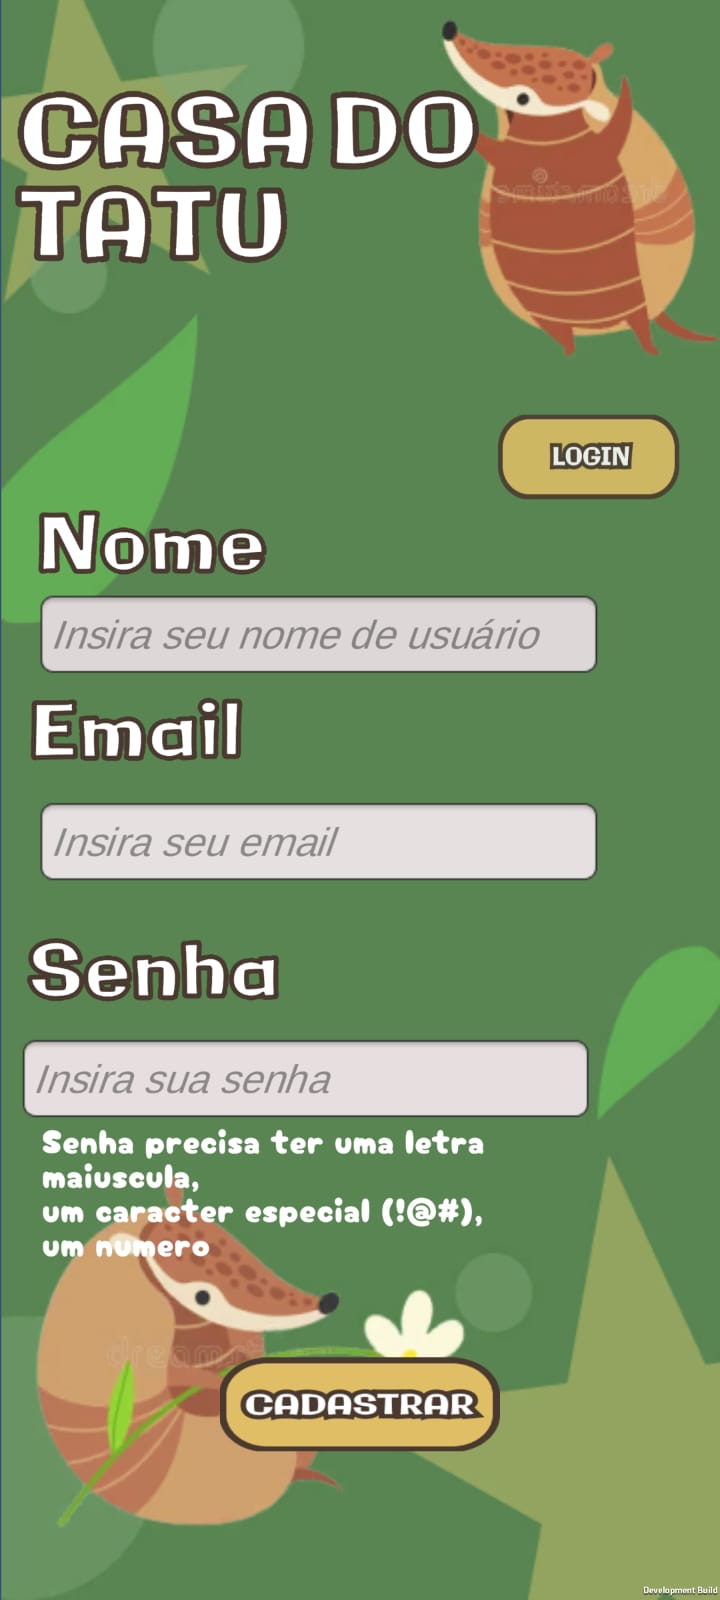 CASA DO
TATU
LOGIN
Nome
Insira seu nome de usuário
Email
Insira seu email
Senha
Insira sua senha
Senha precisa ter uma letra
maiuscula,
um caracter especial (!@#),
um numero
CADASTRAR
Development Build